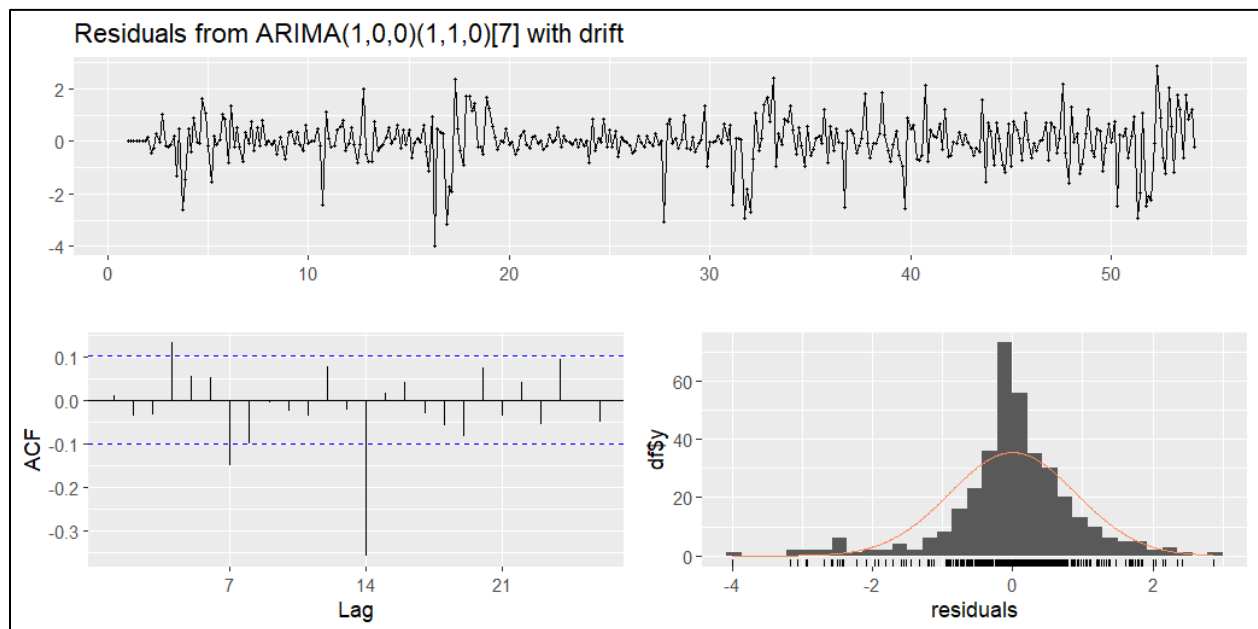 Residuals from ARIMA(1,0,0)(1,1,0)[7] with drift
2
0
-2
-4
0 10 20 30 40 50
0.1
0.0
-0.1
-0.2
-0.3
ACF
7 14 21
Lag
60
40
20
0
df$y
-4 -2 0 2
residuals